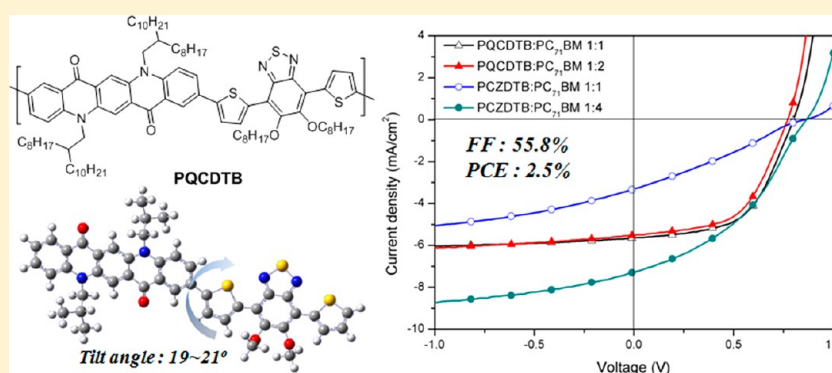 C10H21
C8H17
O
N
N
S
N
S
S
N
O
C8H17O
OC8H17
C8H17
C10H21
PQCDTB
Tilt angle : 19~21º
PQCDTB:PC71BM 1:1
PQCDTB:PC71BM 1:2
PCZDTB:PC71BM 1:1
PCZDTB:PC71BM 1:4
FF : 55.8%
PCE : 2.5%
Current density (mA/cm²)
4
2
0
-2
-4
-6
-8
-10
-1.0
-0.5
0.0
0.5
Voltage (V)